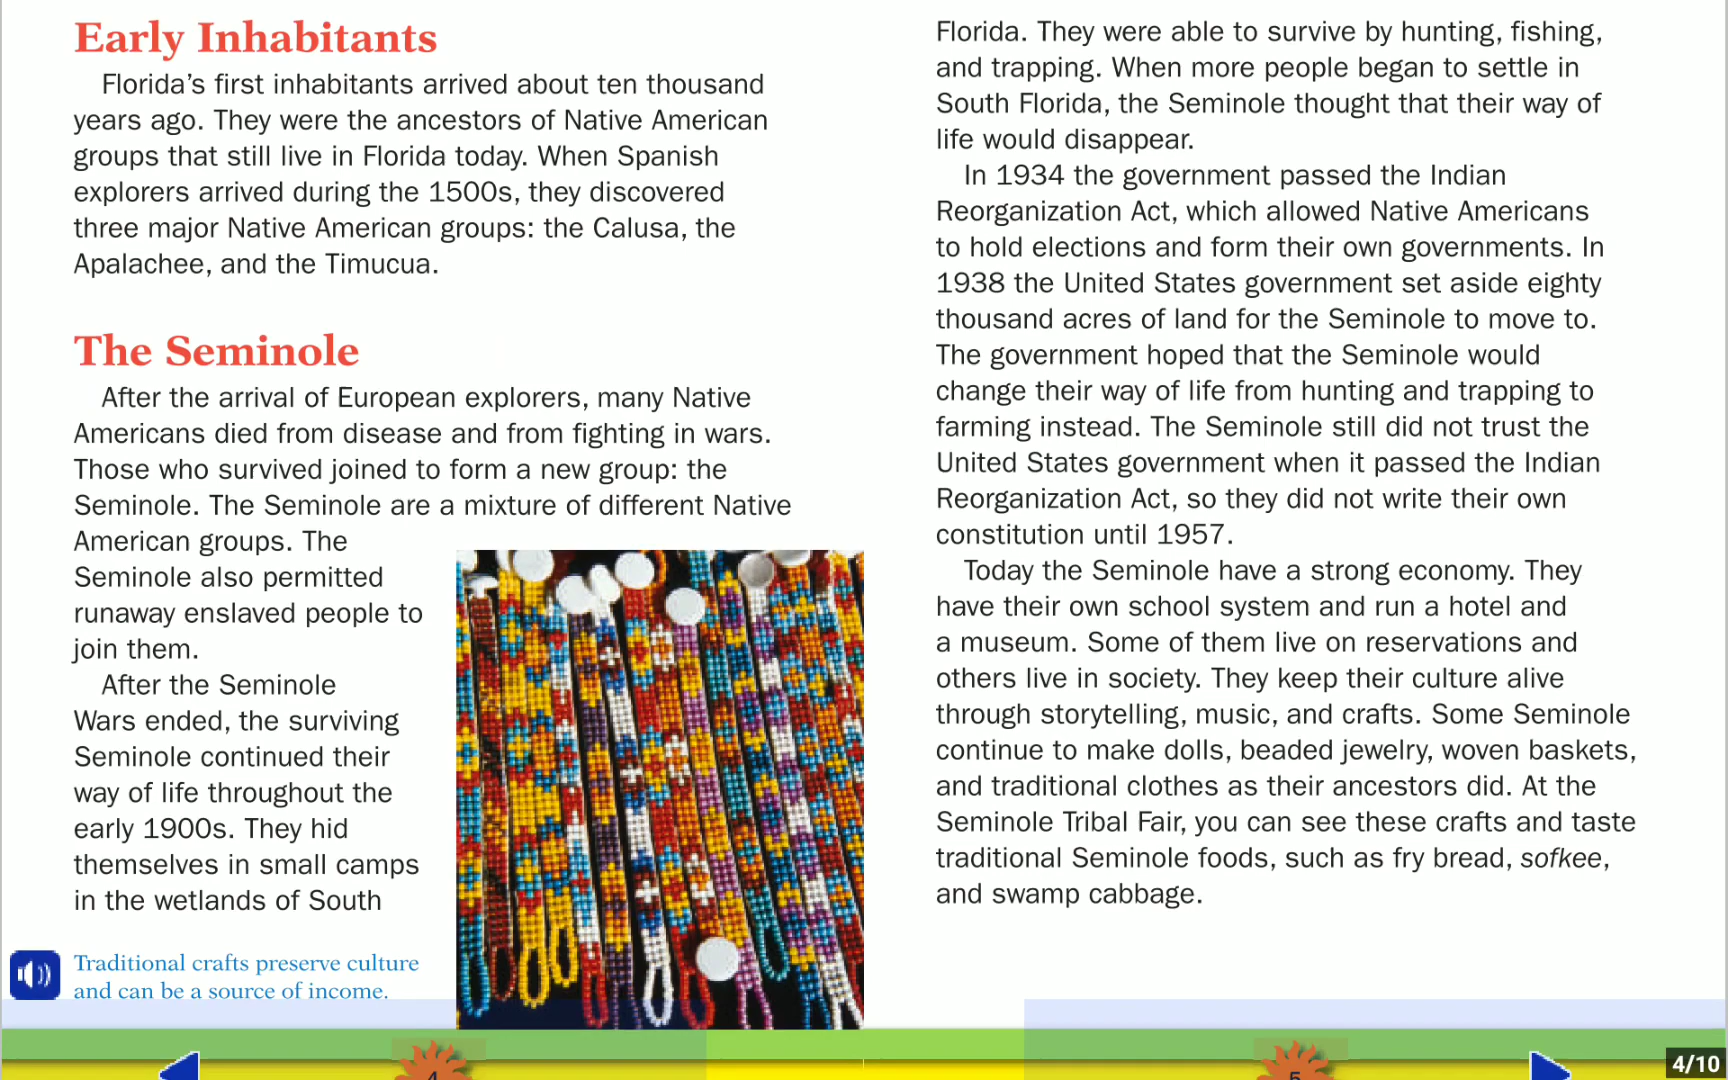 Early Inhabitants
Florida’s first inhabitants arrived about ten thousand
years ago. They were the ancestors of Native American
groups that still live in Florida today. When Spanish
explorers arrived during the 1500s, they discovered
three major Native American groups: the Calusa, the
Apalachee, and the Timucua.
The Seminole
After the arrival of European explorers, many Native
Americans died from disease and from fighting in wars.
Those who survived joined to form a new group: the
Seminole. The Seminole are a mixture of different Native
American groups. The
Seminole also permitted
runaway enslaved people to
join them.
After the Seminole
Wars ended, the surviving
Seminole continued their
way of life throughout the
early 1900s. They hid
themselves in small camps
in the wetlands of South
Traditional crafts preserve culture
and can be a source of income.
Florida. They were able to survive by hunting, fishing,
and trapping. When more people began to settle in
South Florida, the Seminole thought that their way of
life would disappear.
In 1934 the government passed the Indian
Reorganization Act, which allowed Native Americans
to hold elections and form their own governments. In
1938 the United States government set aside eighty
thousand acres of land for the Seminole to move to.
The government hoped that the Seminole would
change their way of life from hunting and trapping to
farming instead. The Seminole still did not trust the
United States government when it passed the Indian
Reorganization Act, so they did not write their own
constitution until 1957.
Today the Seminole have a strong economy. They
have their own school system and run a hotel and
a museum. Some of them live on reservations and
others live in society. They keep their culture alive
through storytelling, music, and crafts. Some Seminole
continue to make dolls, beaded jewelry, woven baskets,
and traditional clothes as their ancestors did. At the
Seminole Tribal Fair, you can see these crafts and taste
traditional Seminole foods, such as fry bread, sofkee,
and swamp cabbage.
4
5
4/10